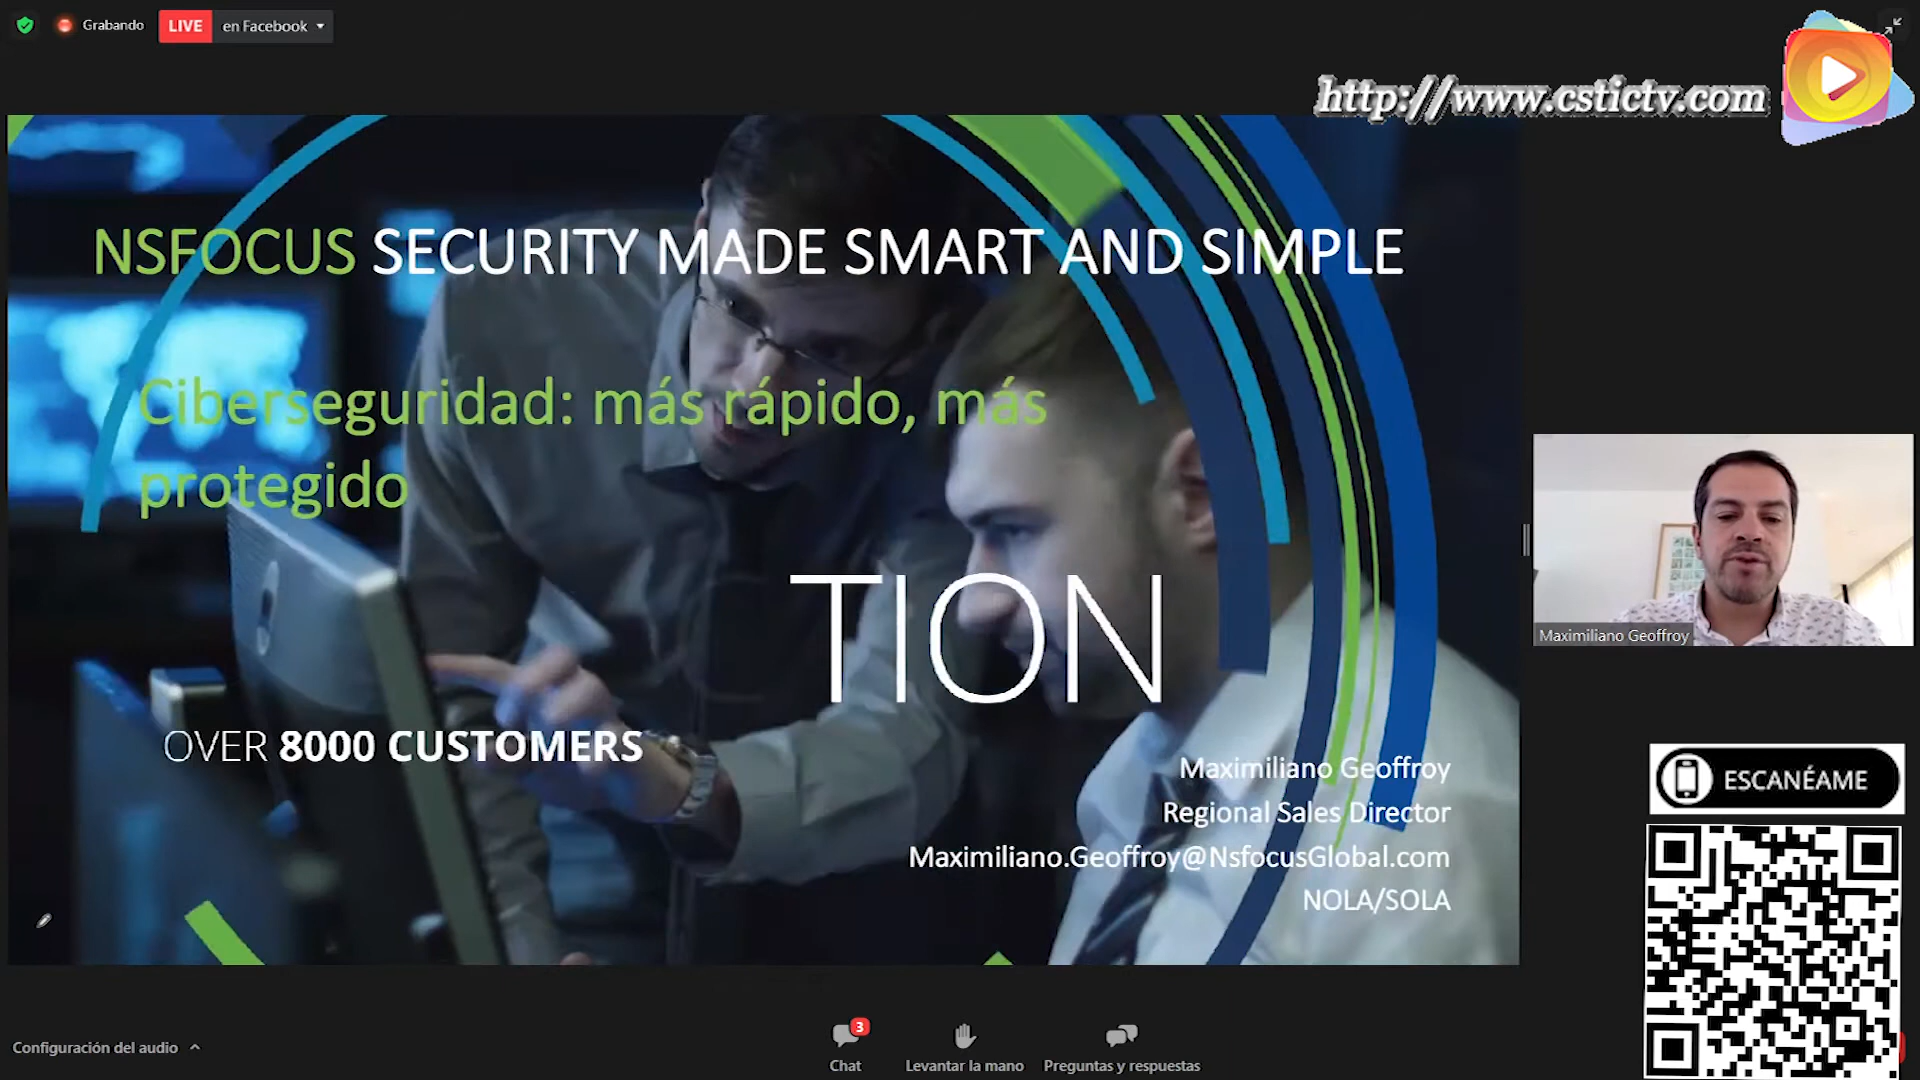 Grabando
LIVE en Facebook
http://www.cstictv.com
NSFOCUS SECURITY MADE SMART AND SIMPLE
Ciberseguridad: más rápido, más
protegido
TION
OVER 8000 CUSTOMERS
Maximiliano Geoffroy
Regional Sales Director
Maximiliano.Geoffroy@NsfocusGlobal.com
NOLA/SOLA
Maximiliano Geoffroy
ESCANÉAME
Configuración del audio
3
Chat
Levantar la mano
Preguntas y respuestas